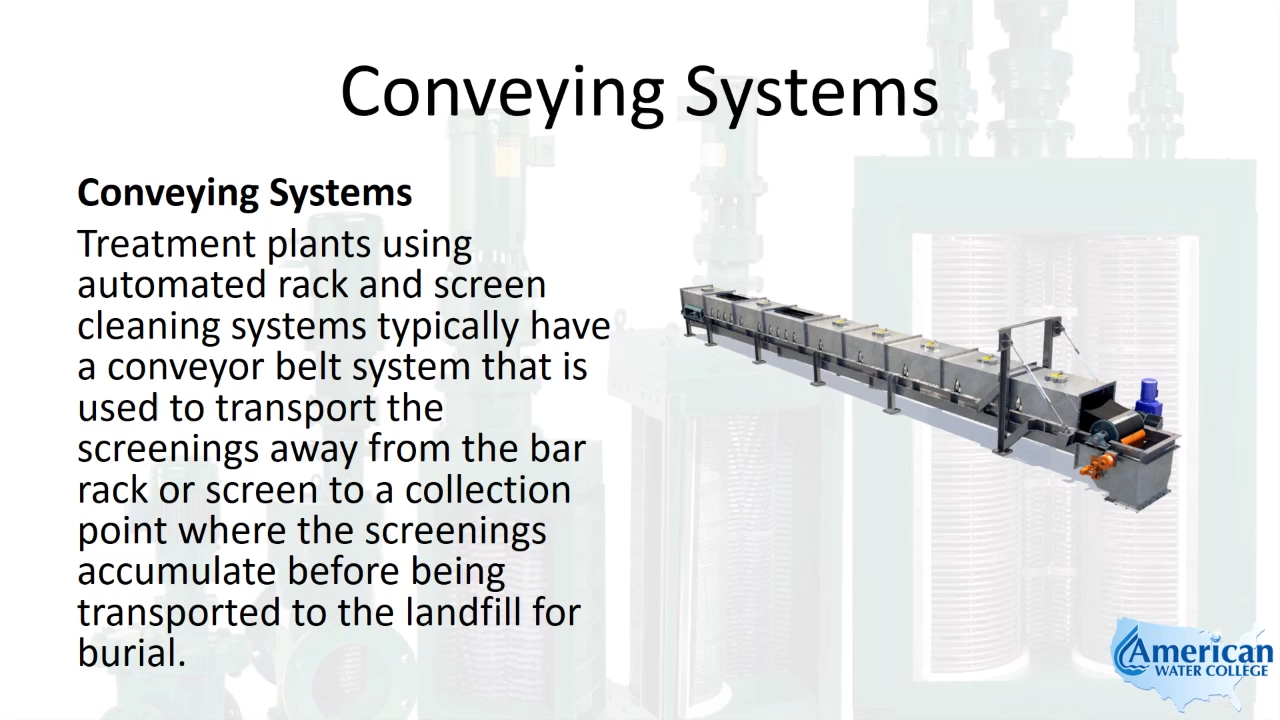 Conveying Systems
Conveying Systems
Treatment plants using
automated rack and screen
cleaning systems typically have
a conveyor belt system that is
used to transport the
screenings away from the bar
rack or screen to a collection
point where the screenings
accumulate before being
transported to the landfill for
burial.
American
WATER COLLEGE